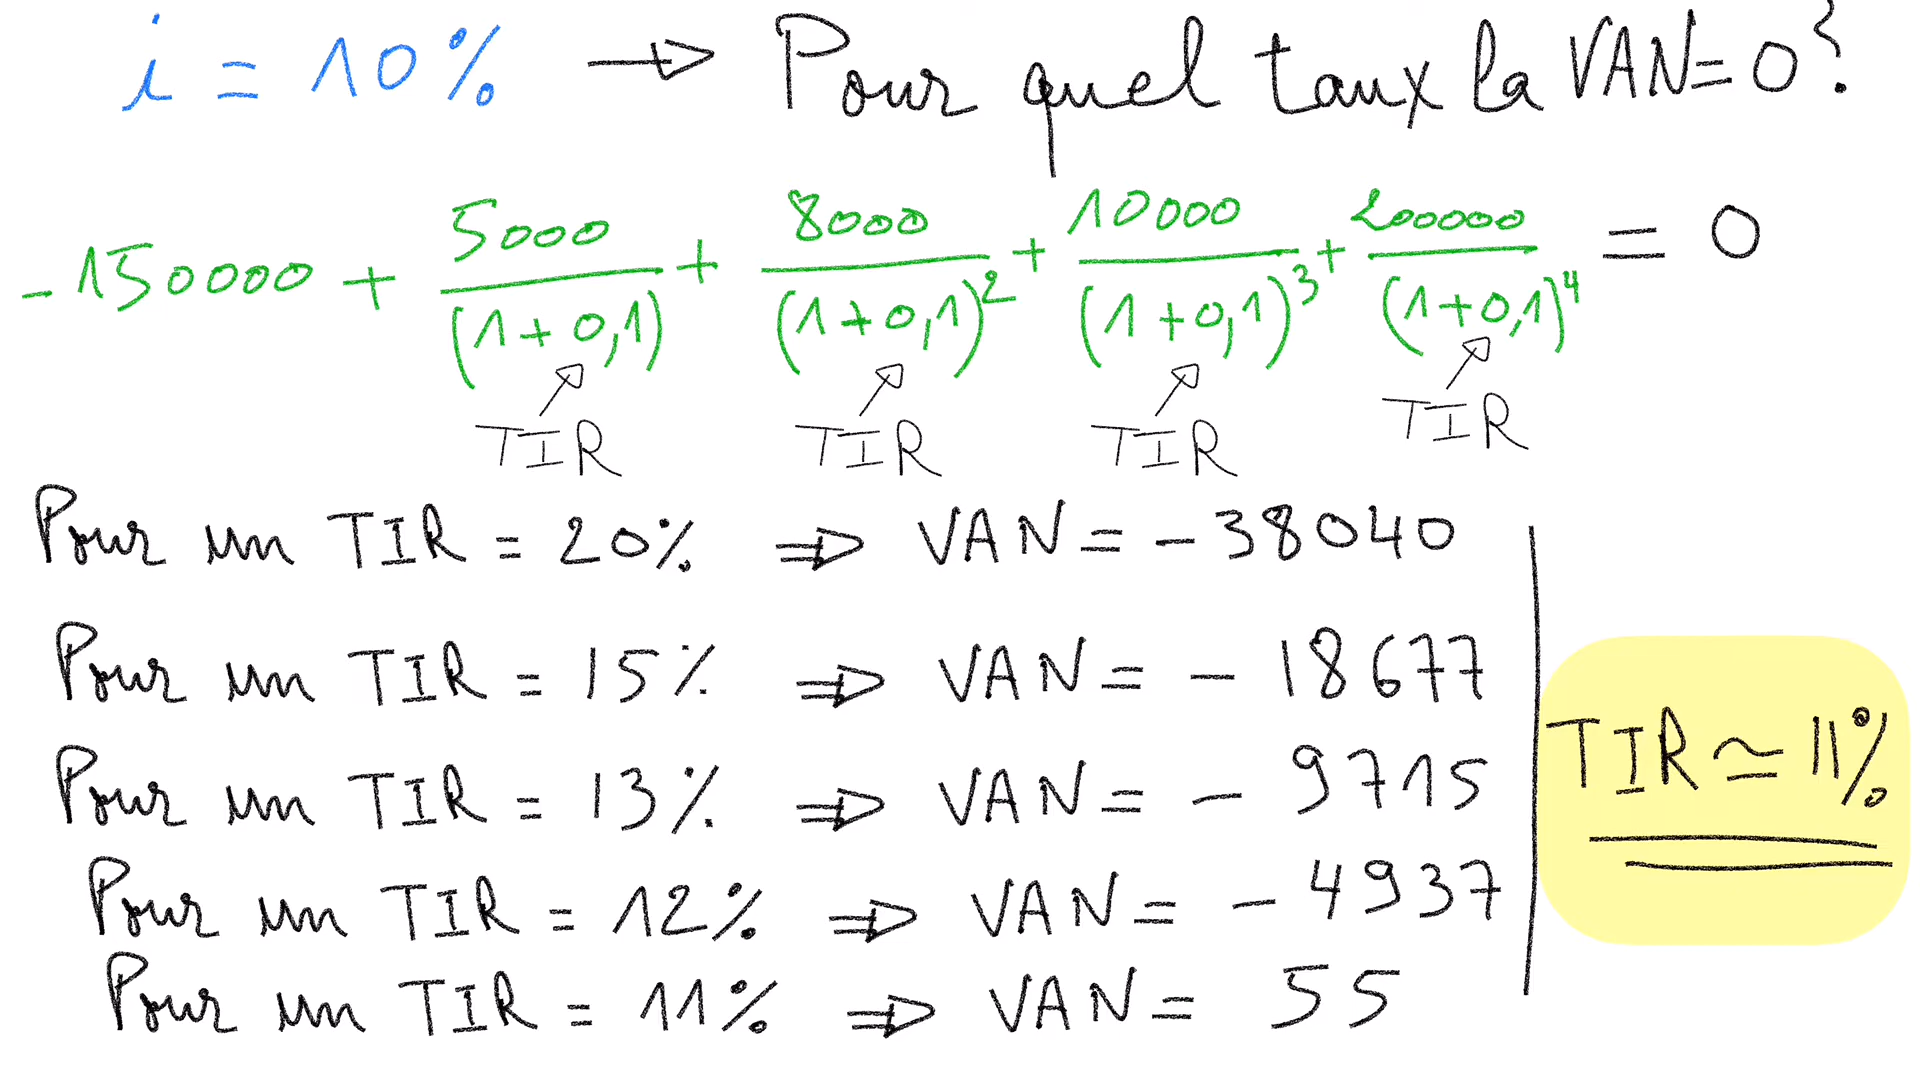 i = 10% → Pour quel taux la VAN=0?
-150000 + 5000/(1+0,1) + 8000/(1+0,1)² + 10000/(1+0,1)³ + 200000/(1+0,1)⁴ = 0
TIR TIR TIR TIR
Pour un TIR = 20% ⇒ VAN = -38040
Pour un TIR = 15% ⇒ VAN = -18677
Pour un TIR = 13% ⇒ VAN = -9715
Pour un TIR = 12% ⇒ VAN = -4937
Pour un TIR = 11% ⇒ VAN = 55
TIR ≃ 11%